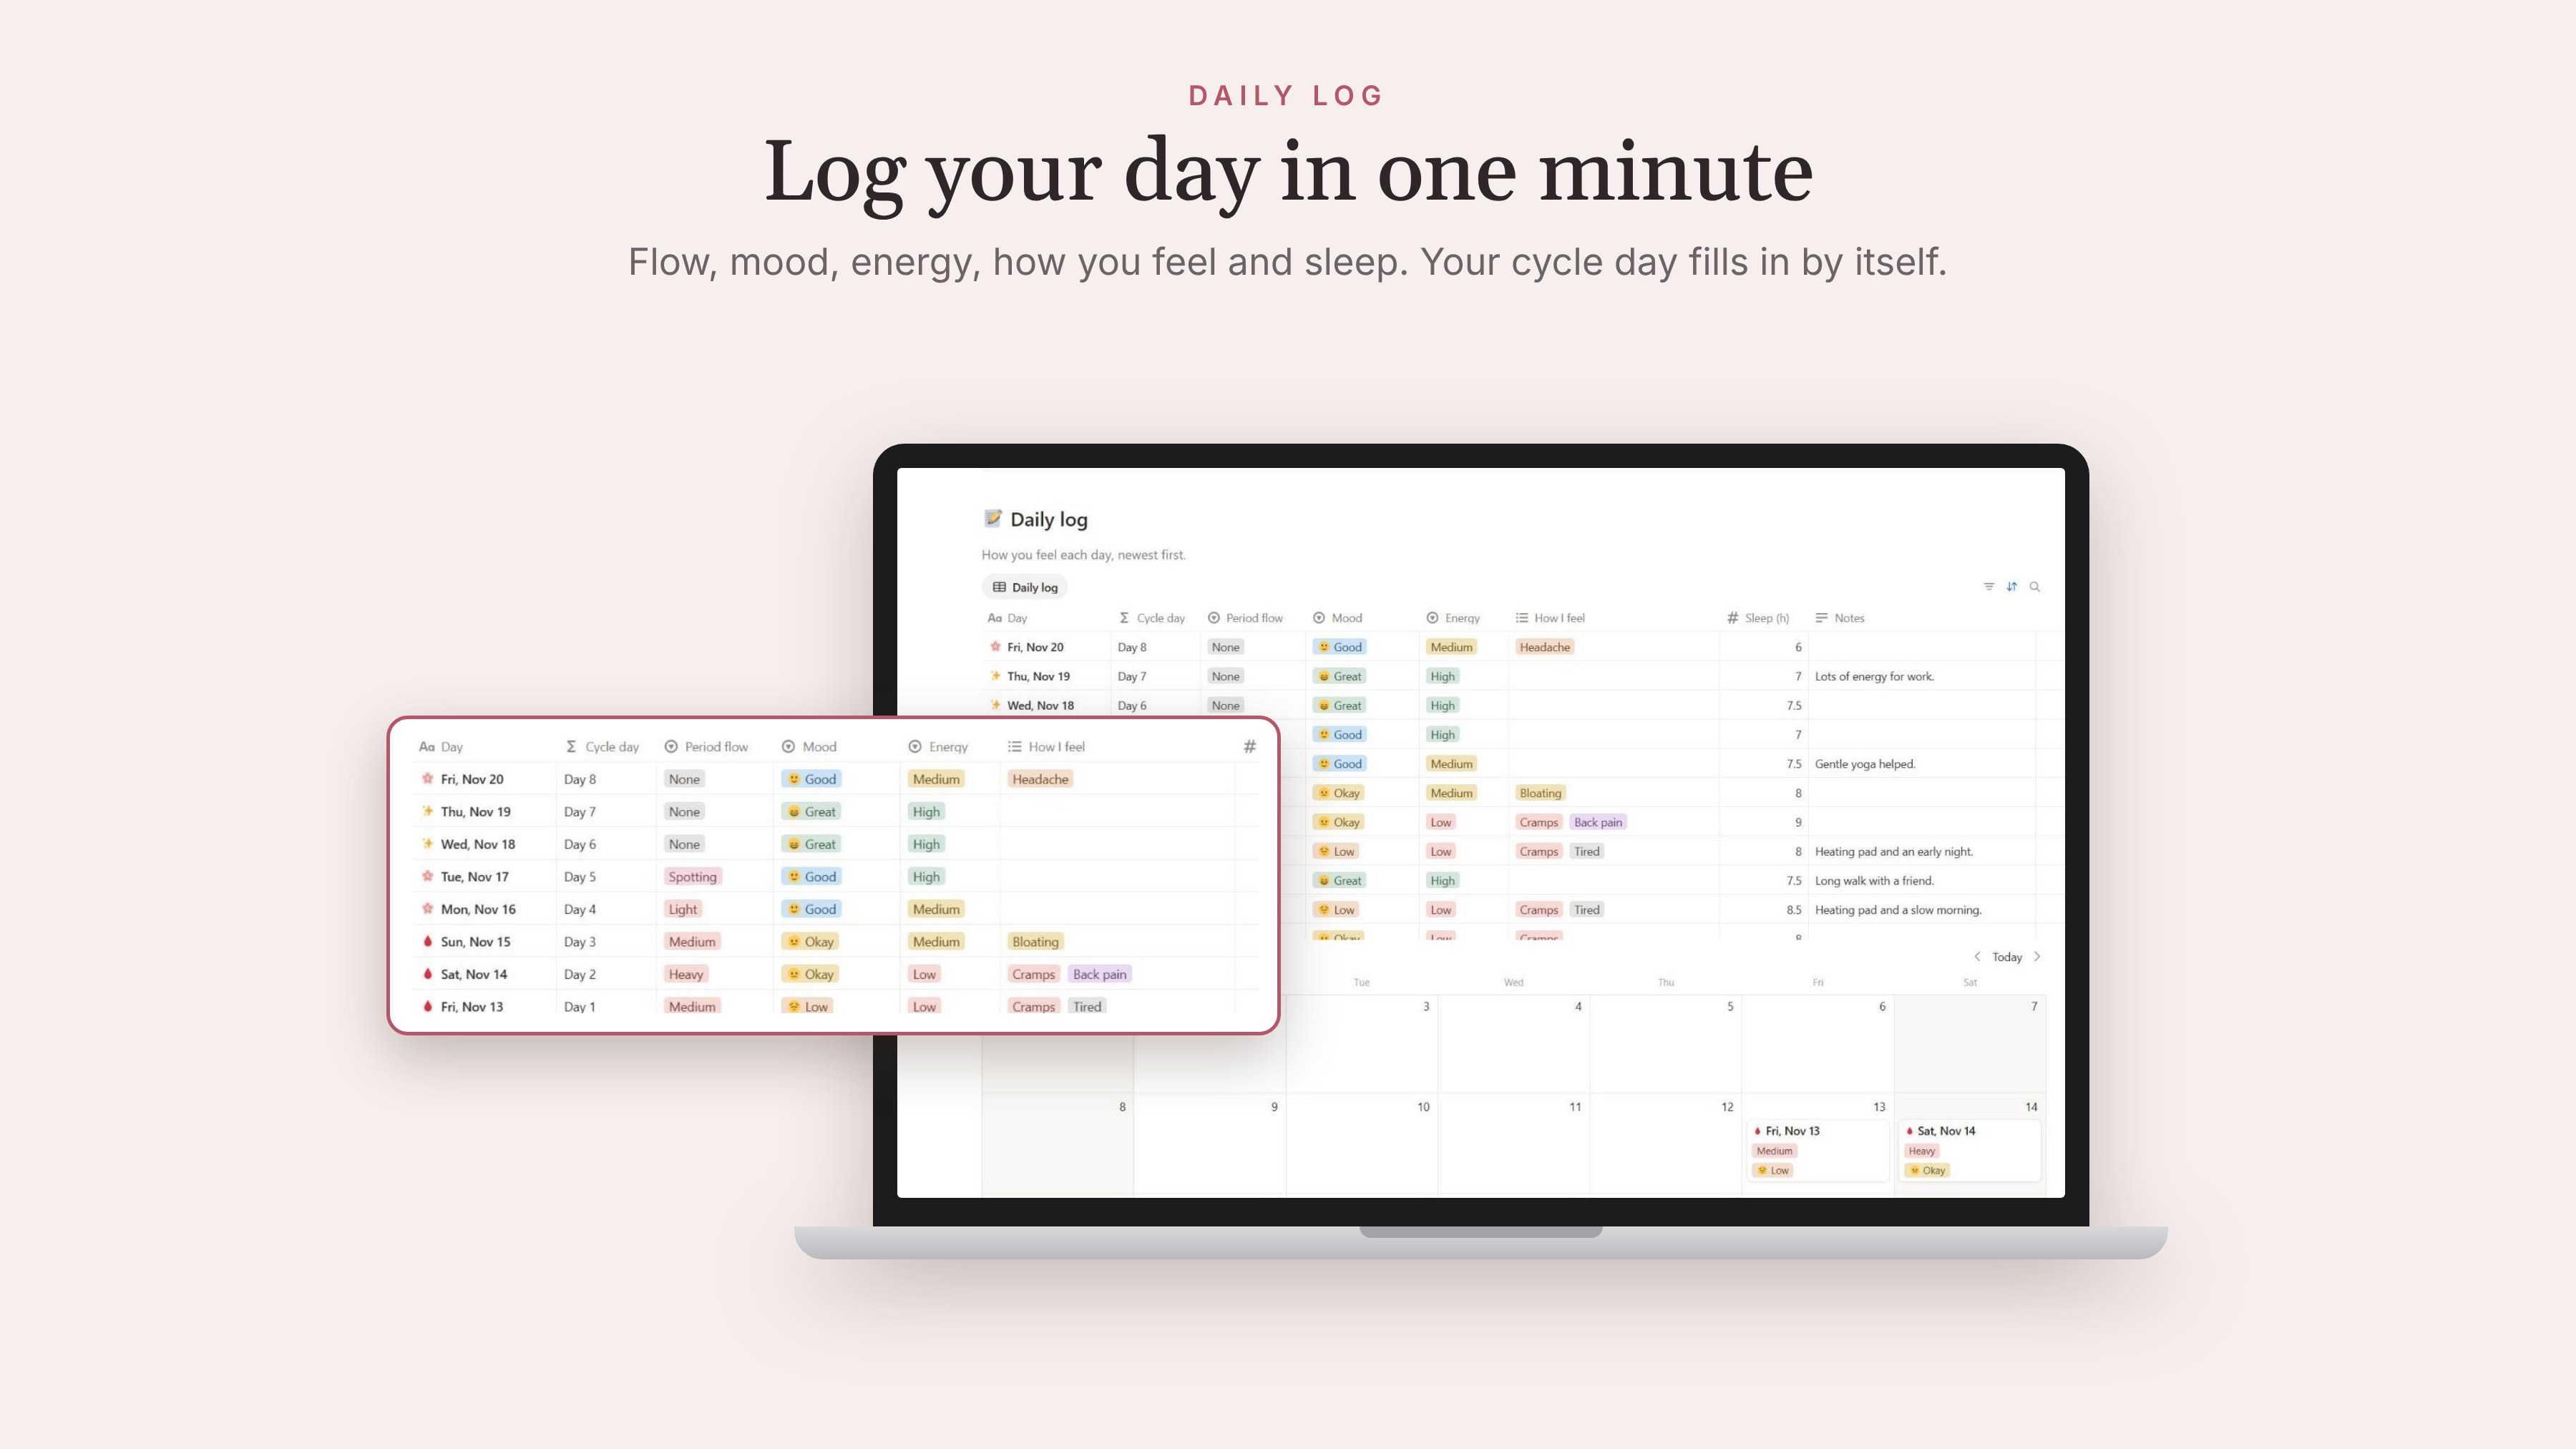 DAILY LOG
Log your day in one minute
Flow, mood, energy, how you feel and sleep. Your cycle day fills in by itself.
Daily log
How you feel each day, newest first.
Daily log
Aa Day Σ Cycle day Period flow Mood Energy How I feel # Sleep (h) Notes
Fri, Nov 20 Day 8 None Good Medium Headache 6
Thu, Nov 19 Day 7 None Great High 7 Lots of energy for work.
Wed, Nov 18 Day 6 None Great High 7.5
Good High 7
Good Medium 7.5 Gentle yoga helped.
Okay Medium Bloating 8
Okay Low Cramps Back pain 9
Low Low Cramps Tired 8 Heating pad and an early night.
Great High 7.5 Long walk with a friend.
Low Low Cramps Tired 8.5 Heating pad and a slow morning.
Okay Low Cramps 8
Aa Day Σ Cycle day Period flow Mood Energy How I feel #
Fri, Nov 20 Day 8 None Good Medium Headache
Thu, Nov 19 Day 7 None Great High
Wed, Nov 18 Day 6 None Great High
Tue, Nov 17 Day 5 Spotting Good High
Mon, Nov 16 Day 4 Light Good Medium
Sun, Nov 15 Day 3 Medium Okay Medium Bloating
Sat, Nov 14 Day 2 Heavy Okay Low Cramps Back pain
Fri, Nov 13 Day 1 Medium Low Low Cramps Tired
Today
Tue Wed Thu Fri Sat
3 4 5 6 7
8 9 10 11 12 13 14
Fri, Nov 13 Sat, Nov 14
Medium Heavy
Low Okay